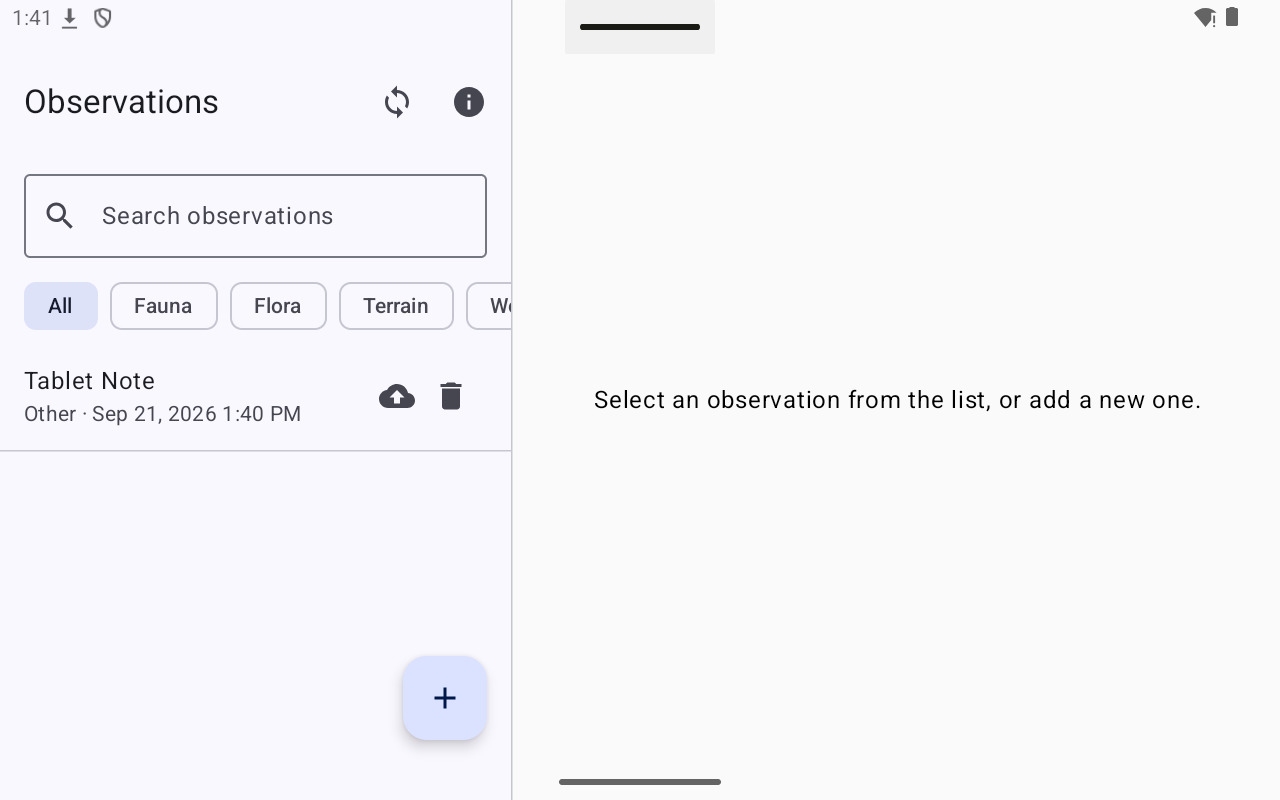 1:41
Observations
Search observations
All
Fauna
Flora
Terrain
Tablet Note
Other · Sep 21, 2026 1:40 PM
Select an observation from the list, or add a new one.